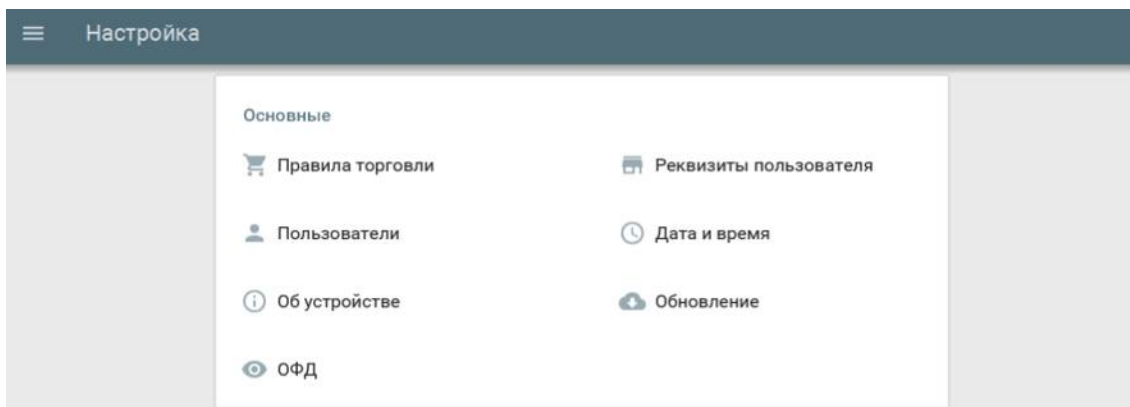 Настройка
Основные
Правила торговли
Реквизиты пользователя
Пользователи
Дата и время
Об устройстве
Обновление
ОФД